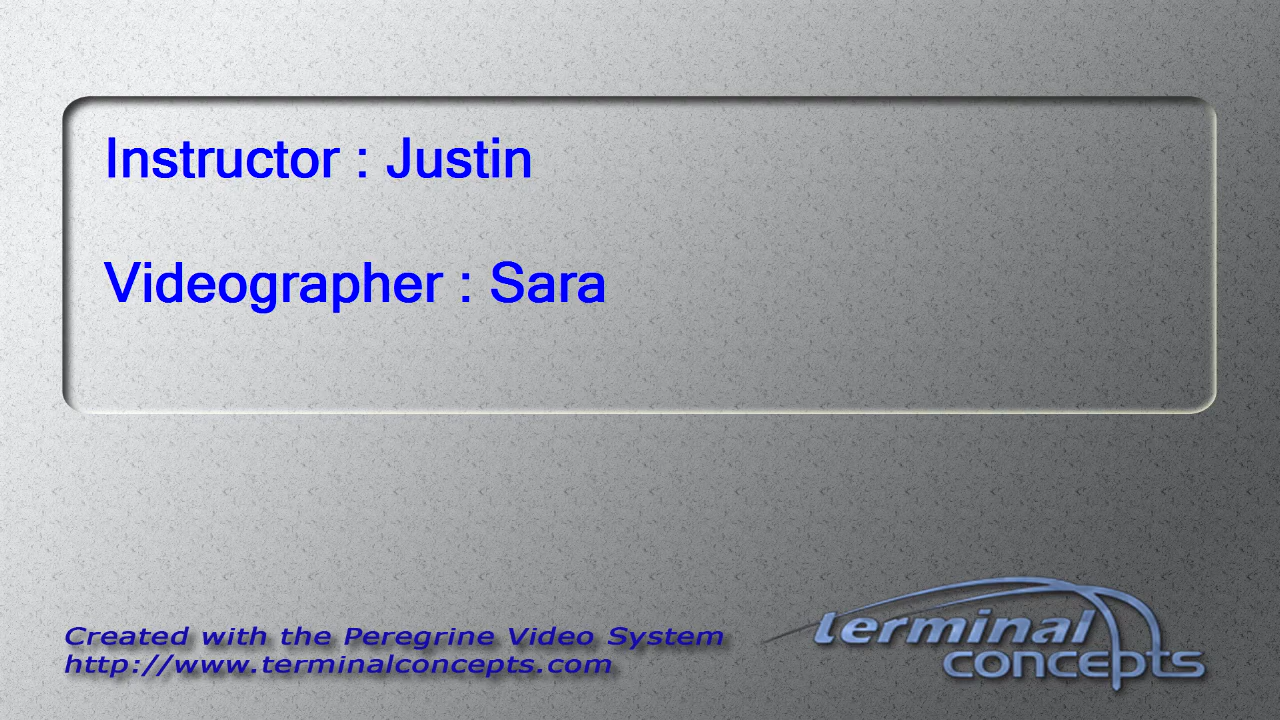 Instructor : Justin
Videographer : Sara
Created with the Peregrine Video System
http://www.terminalconcepts.com
terminal
concepts